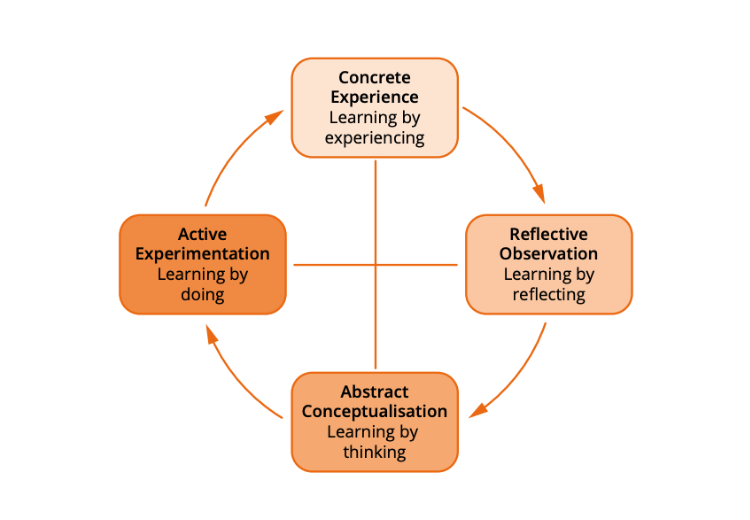 Concrete
Experience
Learning by
experiencing
Reflective
Observation
Learning by
reflecting
Abstract
Conceptualisation
Learning by
thinking
Active
Experimentation
Learning by
doing